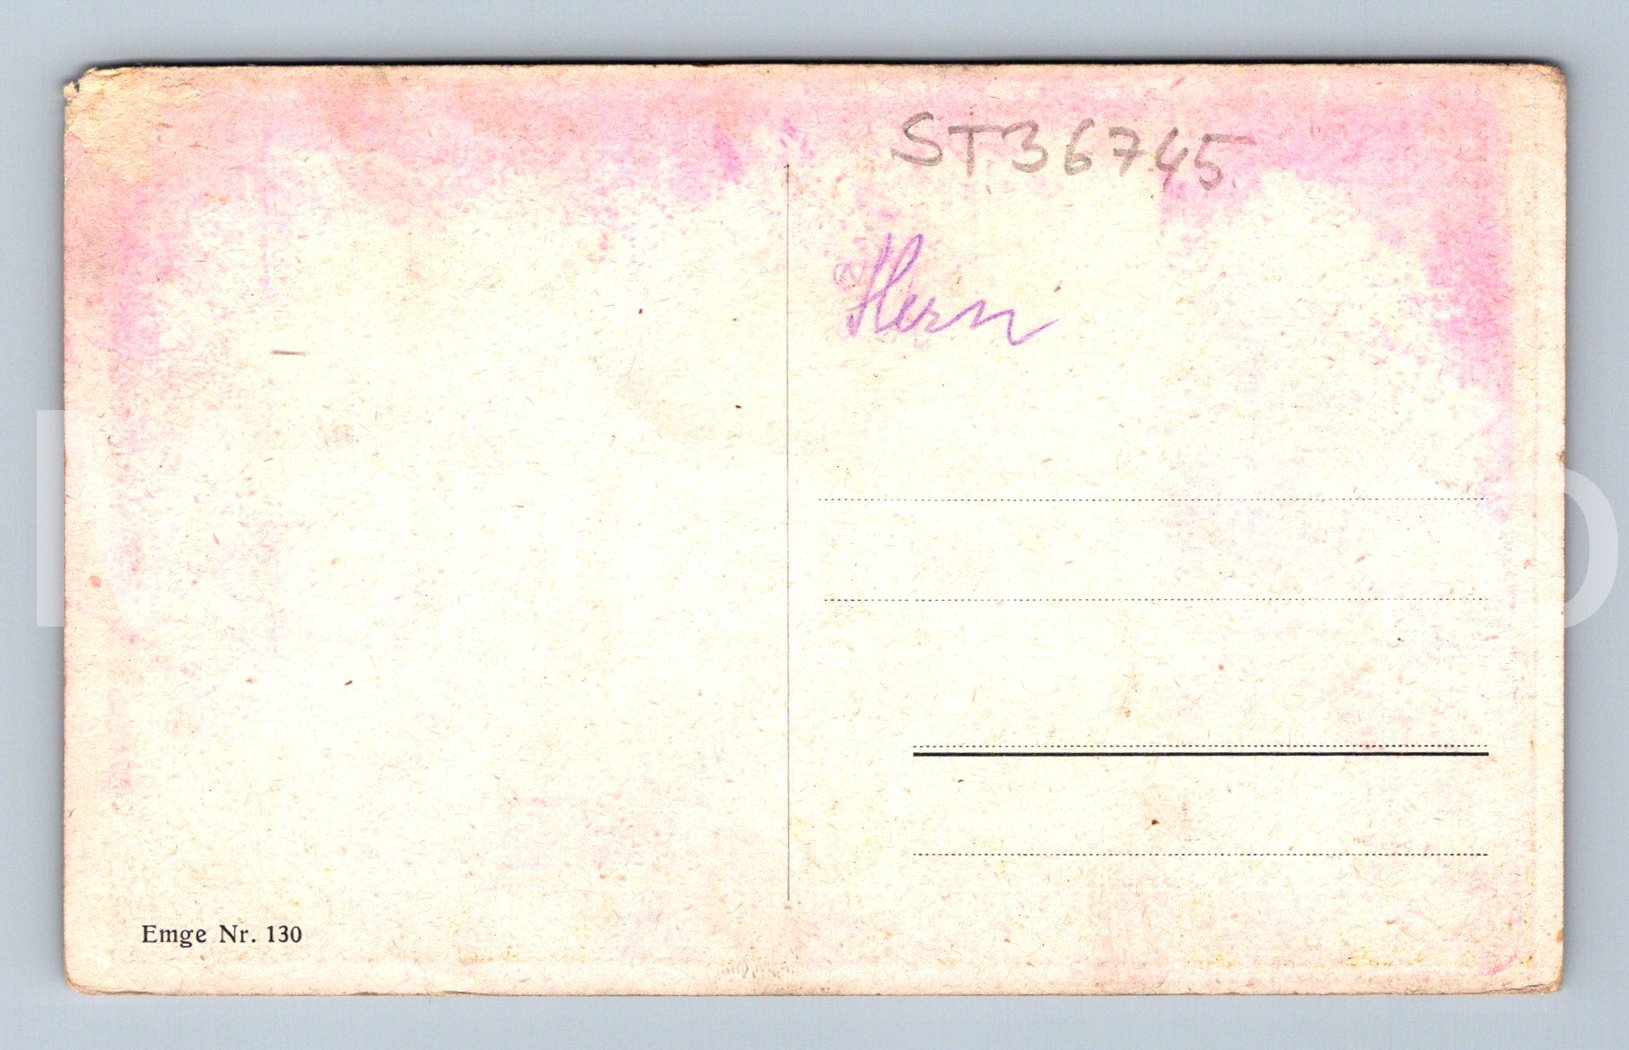 ST36745
Herrn
Emge Nr. 130